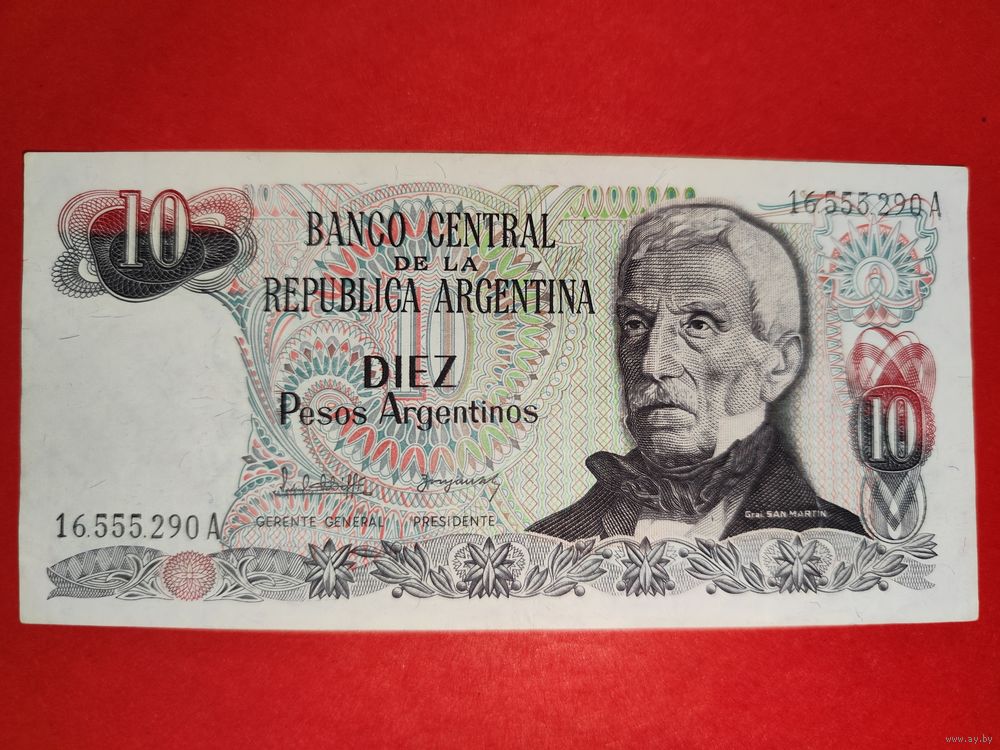 10
16.555.290 A
BANCO CENTRAL
DE LA
REPUBLICA ARGENTINA
10
DIEZ
Pesos Argentinos
10
16.555.290 A
GERENTE GENERAL PRESIDENTE
Gral. SAN MARTIN
www.ay.by